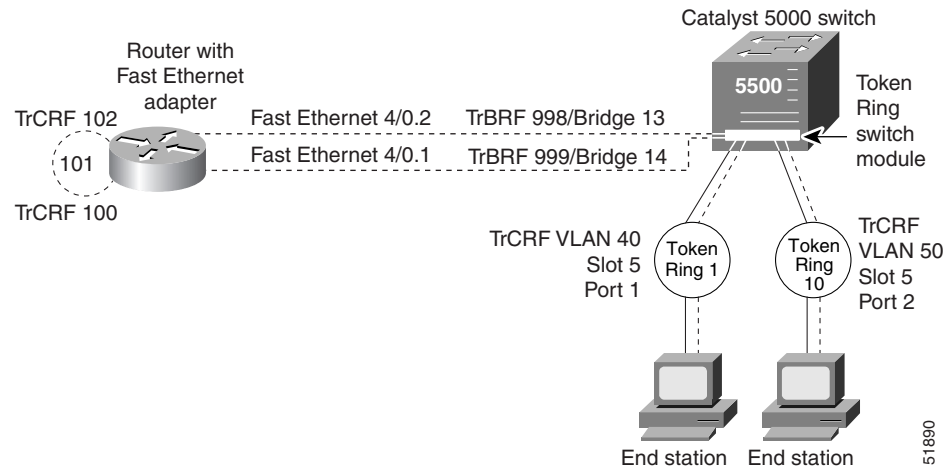 Catalyst 5000 switch
Router with
Fast Ethernet
adapter
5500
Token
Ring
switch
module
TrCRF 102
Fast Ethernet 4/0.2
TrBRF 998/Bridge 13
101
Fast Ethernet 4/0.1
TrBRF 999/Bridge 14
TrCRF 100
TrCRF VLAN 40
Slot 5
Port 1
Token
Ring 1
Token
Ring
10
TrCRF
VLAN 50
Slot 5
Port 2
End station
End station
51890